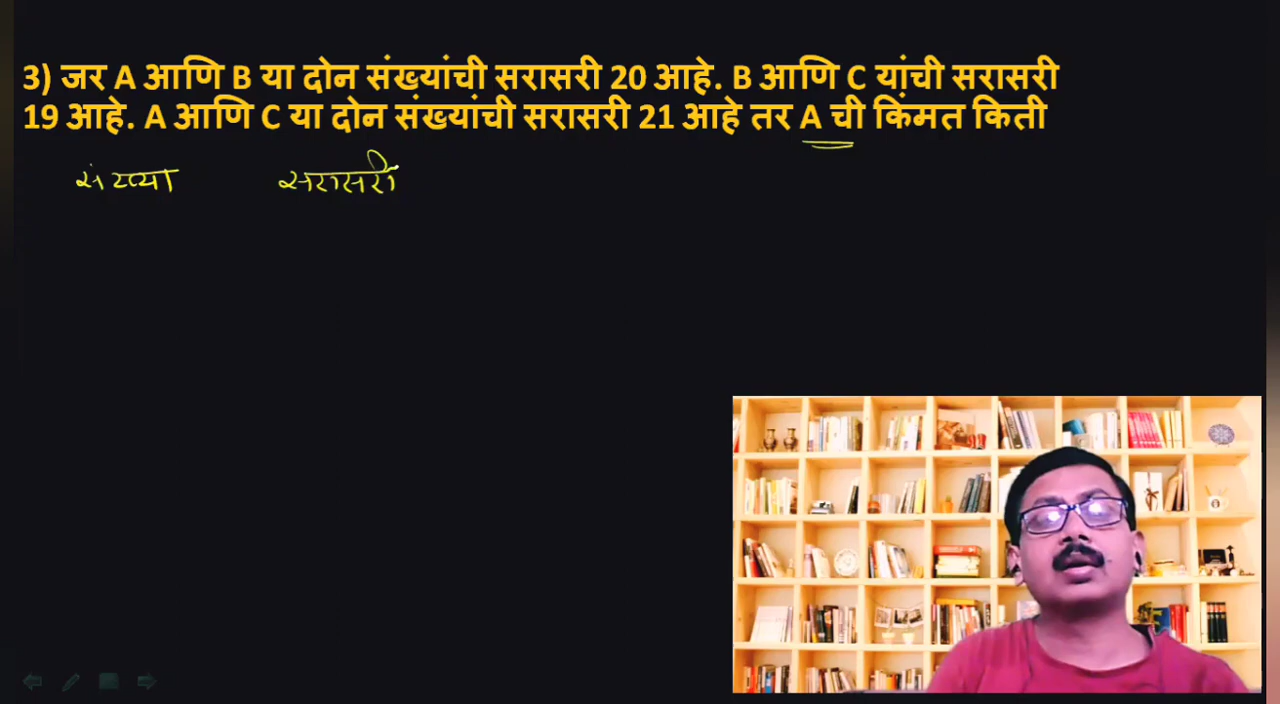 3) जर A आणि B या दोन संख्यांची सरासरी 20 आहे. B आणि C यांची सरासरी
19 आहे. A आणि C या दोन संख्यांची सरासरी 21 आहे तर A ची किंमत किती
संख्या सरासरी